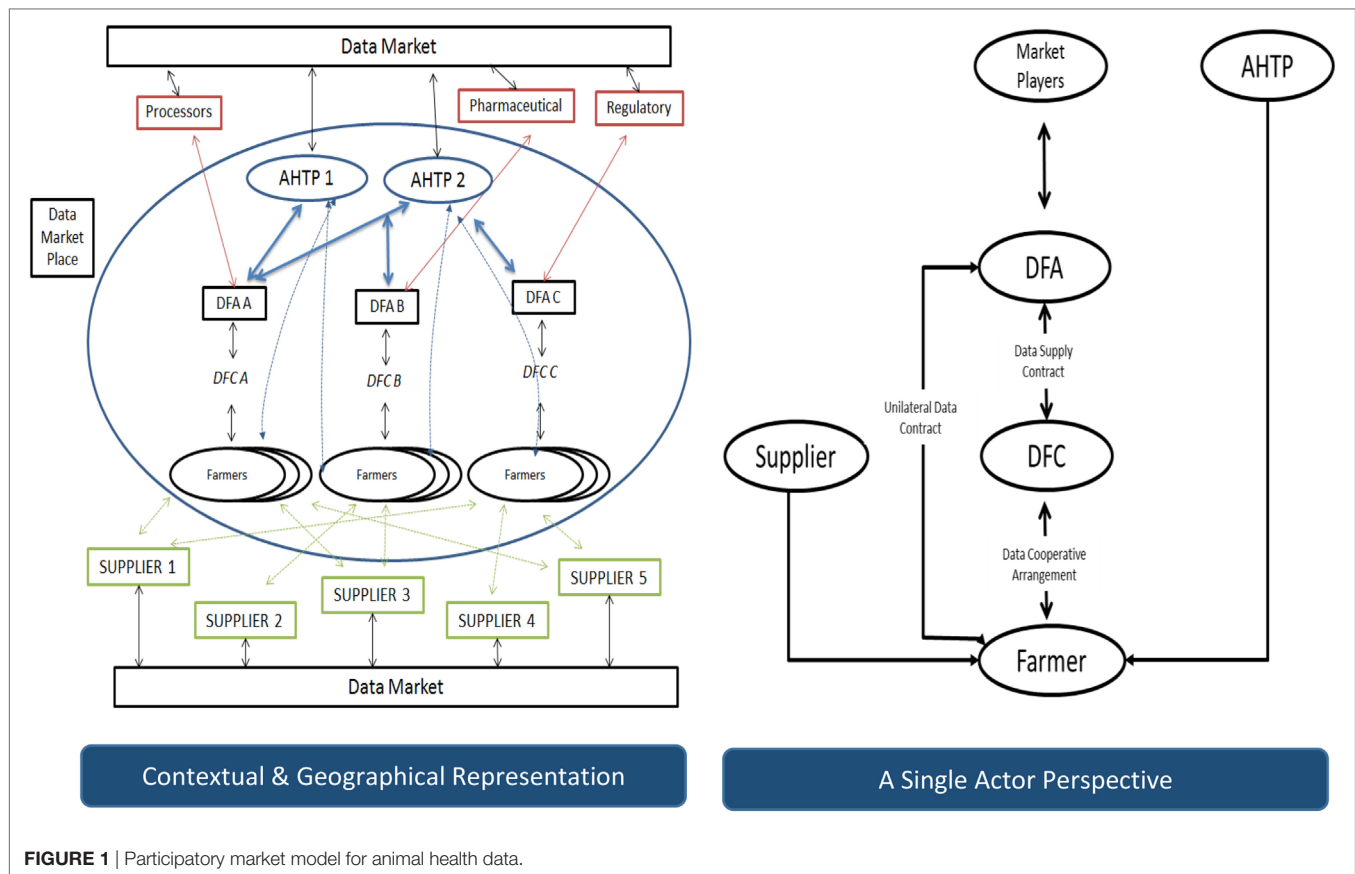 Data Market
Processors
Pharmaceutical
Regulatory
AHTP 1
AHTP 2
Data
Market
Place
DFA A
DFA B
DFA C
DFC A
DFC B
DFC C
Farmers
Farmers
Farmers
SUPPLIER 1
SUPPLIER 2
SUPPLIER 3
SUPPLIER 4
SUPPLIER 5
Data Market
Contextual & Geographical Representation
Market
Players
AHTP
DFA
Data Supply
Contract
Unilateral Data
Contract
Supplier
DFC
Data Cooperative
Arrangement
Farmer
A Single Actor Perspective
FIGURE 1 | Participatory market model for animal health data.